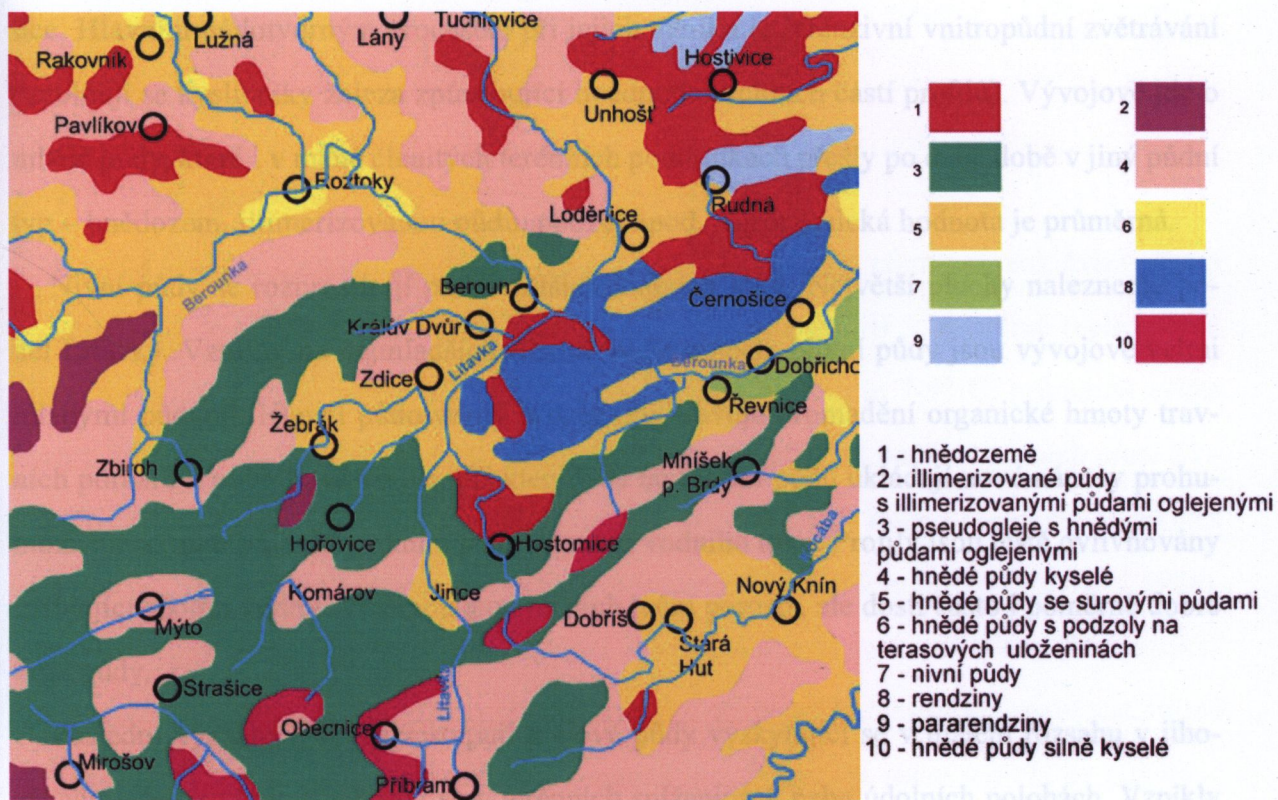 Tuchlovice
Lužná
Lány
Rakovník
Hostivice
Unhošť
Pavlíkov
Roztoky
Rudná
Loděnice
Berounka
Beroun
Černošice
Králův Dvůr
Litavka
Berounka
Dobřicho
Zdice
Řevnice
Žebrák
Mníšek
p. Brdy
Zbiroh
Kocába
Hořovice
Hostomice
Komárov
Jince
Nový Knín
Dobříš
Mýto
Stará
Huť
Strašice
Litavka
Obecnice
Mirošov
Příbram
1 2
3 4
5 6
7 8
9 10
1 - hnědozemě
2 - illimerizované půdy
s illimerizovanými půdami oglejenými
3 - pseudogleje s hnědými
půdami oglejenými
4 - hnědé půdy kyselé
5 - hnědé půdy se surovými půdami
6 - hnědé půdy s podzoly na
terasových uloženinách
7 - nivní půdy
8 - rendziny
9 - pararendziny
10 - hnědé půdy silně kyselé